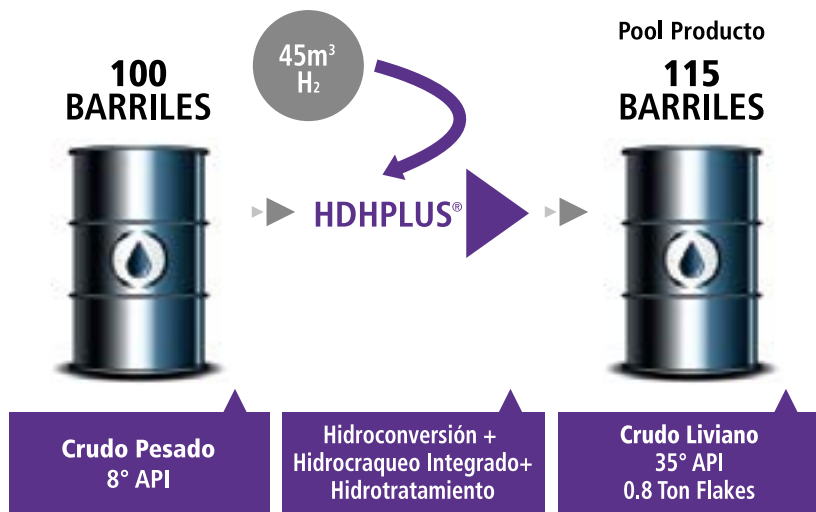 100
BARRILES
45m³
H₂
Pool Producto
115
BARRILES
HDHPLUS®
Crudo Pesado
8° API
Hidroconversión +
Hidrocraqueo Integrado+
Hidrotratamiento
Crudo Liviano
35° API
0.8 Ton Flakes